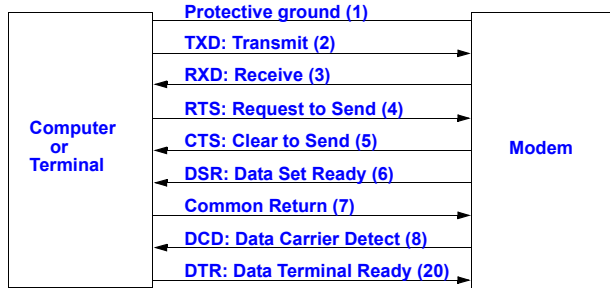 Protective ground (1)
TXD: Transmit (2)
RXD: Receive (3)
RTS: Request to Send (4)
Computer
or
Terminal
CTS: Clear to Send (5)
Modem
DSR: Data Set Ready (6)
Common Return (7)
DCD: Data Carrier Detect (8)
DTR: Data Terminal Ready (20)